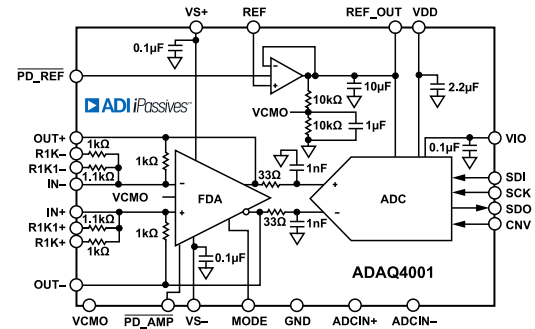 VS+ REF REF_OUT VDD
0.1µF
PD_REF
10µF
2.2µF
ADI iPassives™
10kΩ
VCMO
10kΩ
1µF
OUT+
1kΩ
R1K–
R1K1–
1.1kΩ
IN–
1kΩ
VCMO
33Ω
1nF
0.1µF
VIO
SDI
SCK
SDO
CNV
FDA
ADC
IN+
1.1kΩ
R1K1+
R1K+
1kΩ
1kΩ
33Ω
1nF
0.1µF
OUT–
ADAQ4001
VCMO PD_AMP VS– MODE GND ADCIN+ ADCIN–